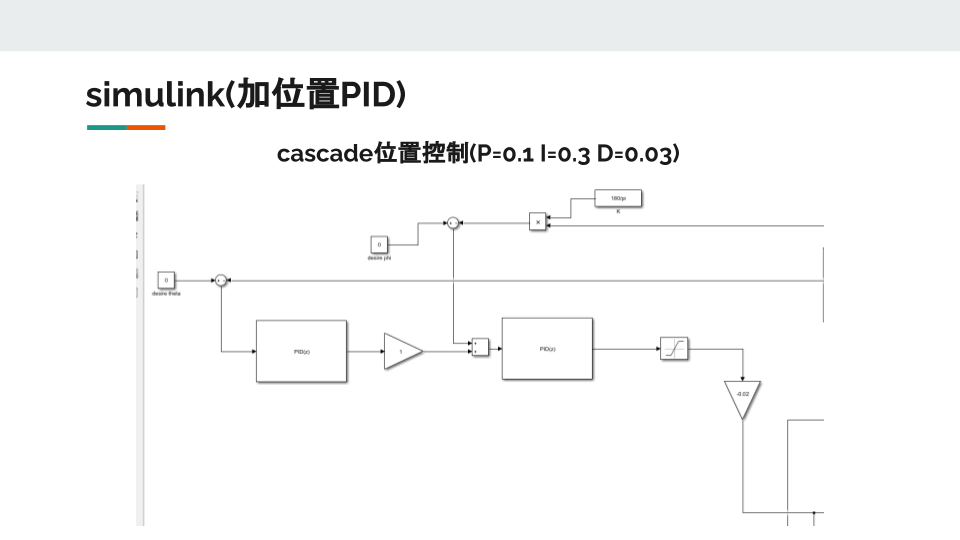 simulink(加位置PID)
cascade位置控制(P=0.1 I=0.3 D=0.03)
180/pi
K
×
0
desire phi
0
desire theta
PID(z)
1
PID(z)
-0.02